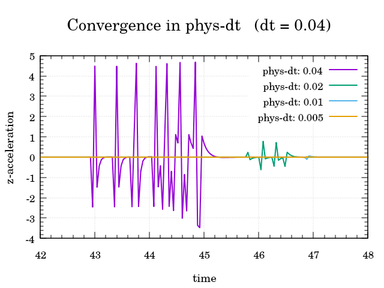 Convergence in phys-dt (dt = 0.04)
5
4
3
2
1
0
-1
-2
-3
-4
z-acceleration
phys-dt: 0.04
phys-dt: 0.02
phys-dt: 0.01
phys-dt: 0.005
42 43 44 45 46 47 48
time